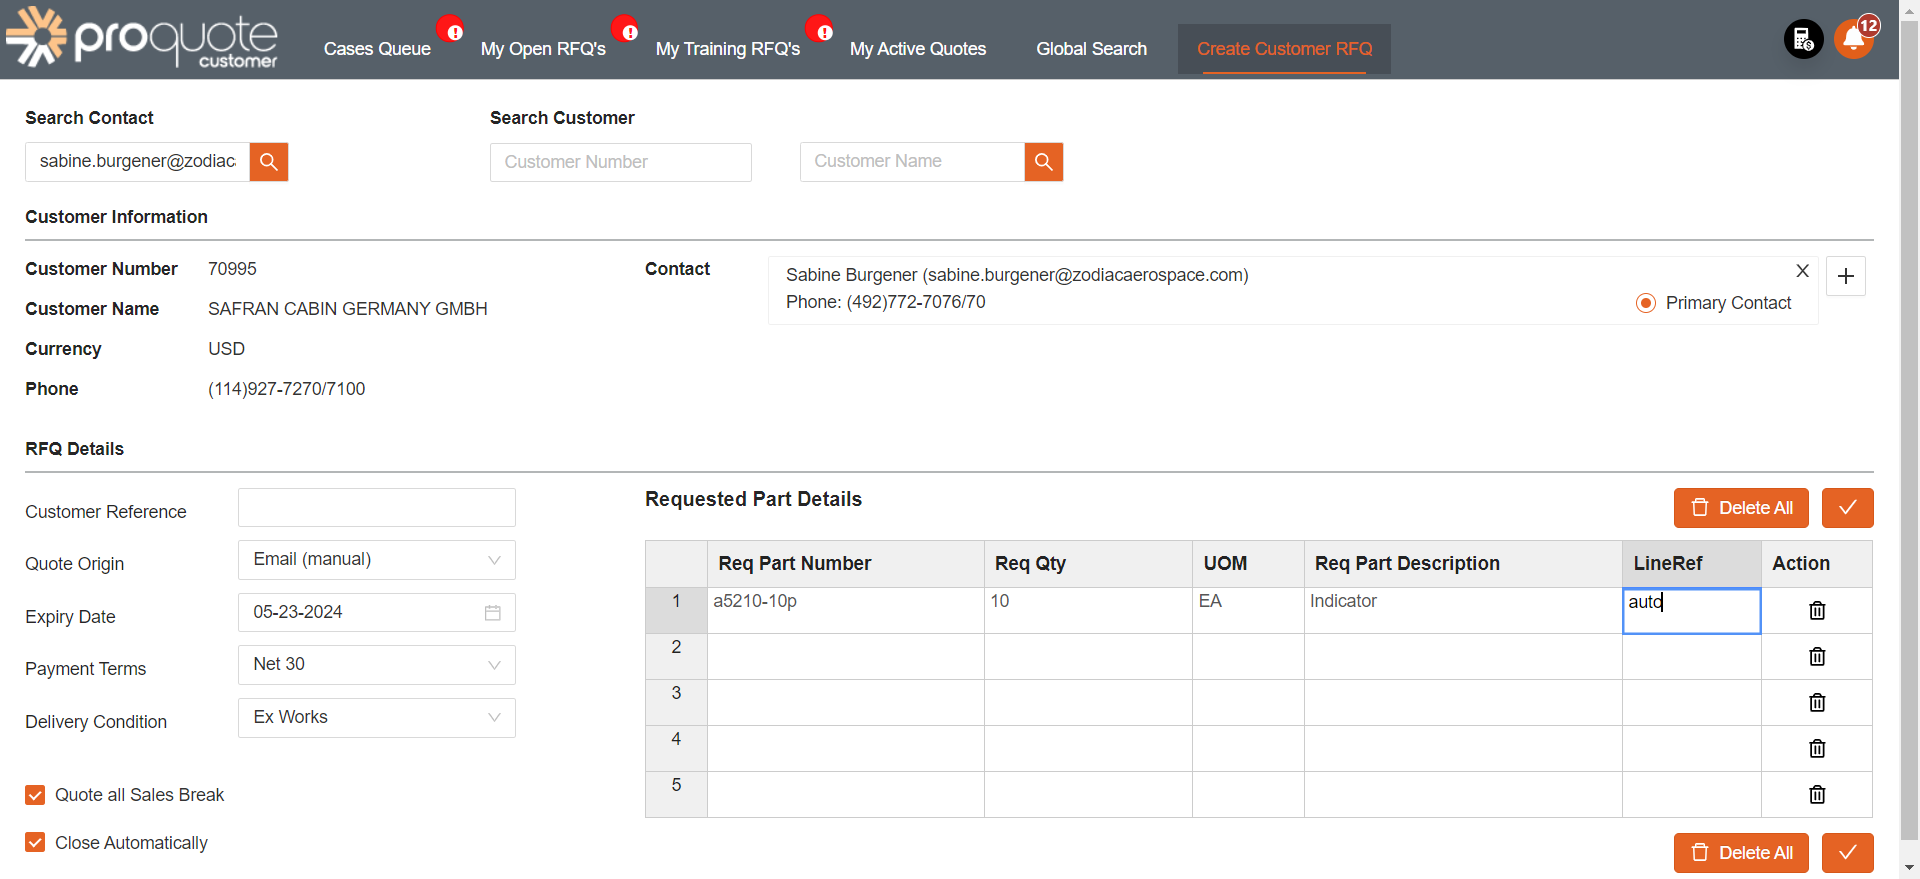 proquote
customer
Cases Queue
My Open RFQ's
My Training RFQ's
My Active Quotes
Global Search
Create Customer RFQ
12
Search Contact
Search Customer
sabine.burgener@zodiac
Customer Number
Customer Name
Customer Information
Customer Number 70995
Contact
Sabine Burgener (sabine.burgener@zodiacaerospace.com)
Phone: (492)772-7076/70
Primary Contact
Customer Name SAFRAN CABIN GERMANY GMBH
Currency USD
Phone (114)927-7270/7100
RFQ Details
Customer Reference
Quote Origin Email (manual)
Expiry Date 05-23-2024
Payment Terms Net 30
Delivery Condition Ex Works
Quote all Sales Break
Close Automatically
Requested Part Details
Delete All
Req Part Number Req Qty UOM Req Part Description LineRef Action
1 a5210-10p 10 EA Indicator auto
2
3
4
5
Delete All